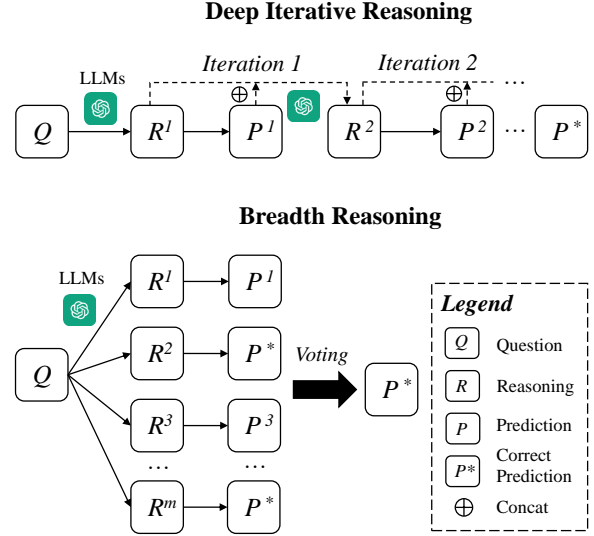 Deep Iterative Reasoning
LLMs
Iteration 1
Iteration 2
...
⊕
⊕
Q
R¹
P¹
R²
P²
...
P*
Breadth Reasoning
LLMs
Q
R¹
P¹
R²
P*
R³
P³
...
...
Rᵐ
P*
Voting
P*
Legend
Q Question
R Reasoning
P Prediction
P* Correct
Prediction
⊕ Concat